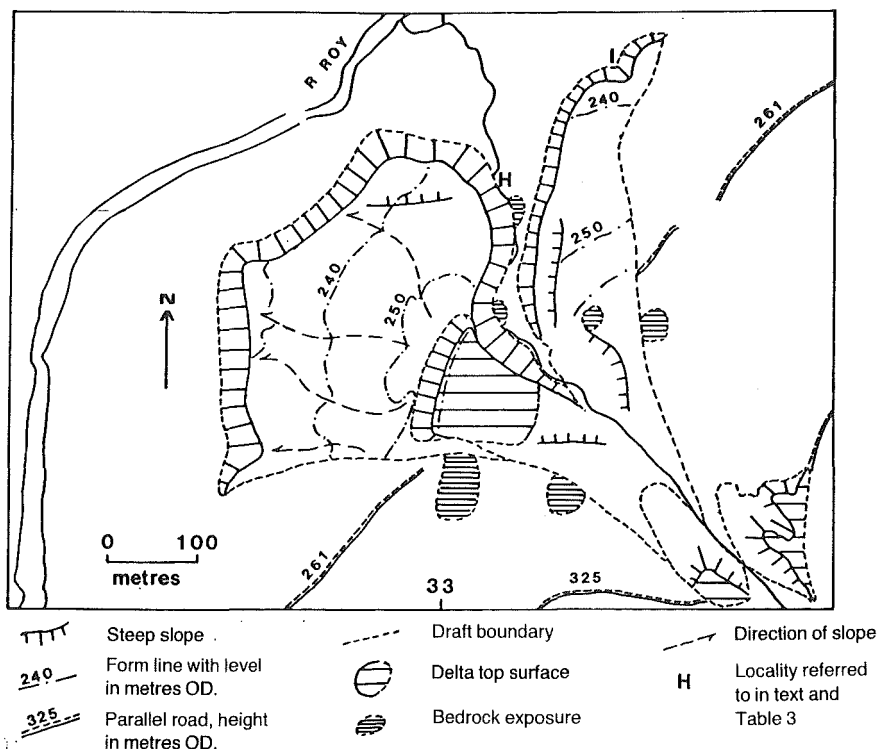 R ROY
I
240
261
H
250
240
250
N
0 100
metres
261
33
325
Steep slope
Draft boundary
Direction of slope
240
Form line with level
in metres OD.
Delta top surface
H
Locality referred
to in text and
Table 3
325
Parallel road, height
in metres OD.
Bedrock exposure